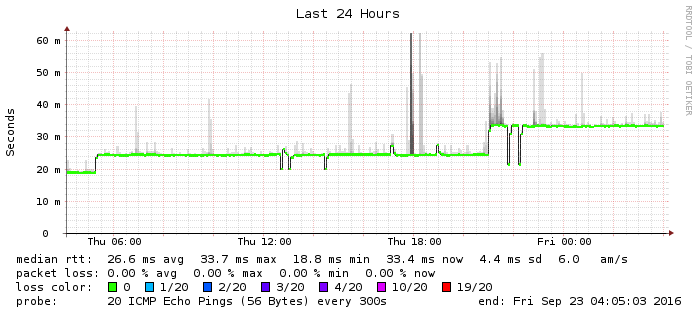 Last 24 Hours
RRDTOOL / TOBI OETIKER
Seconds
60 m
50 m
40 m
30 m
20 m
10 m
0
Thu 06:00 Thu 12:00 Thu 18:00 Fri 00:00
median rtt: 26.6 ms avg 33.7 ms max 18.8 ms min 33.4 ms now 4.4 ms sd 6.0 am/s
packet loss: 0.00 % avg 0.00 % max 0.00 % min 0.00 % now
loss color: 0 1/20 2/20 3/20 4/20 10/20 19/20
probe: 20 ICMP Echo Pings (56 Bytes) every 300s end: Fri Sep 23 04:05:03 2016